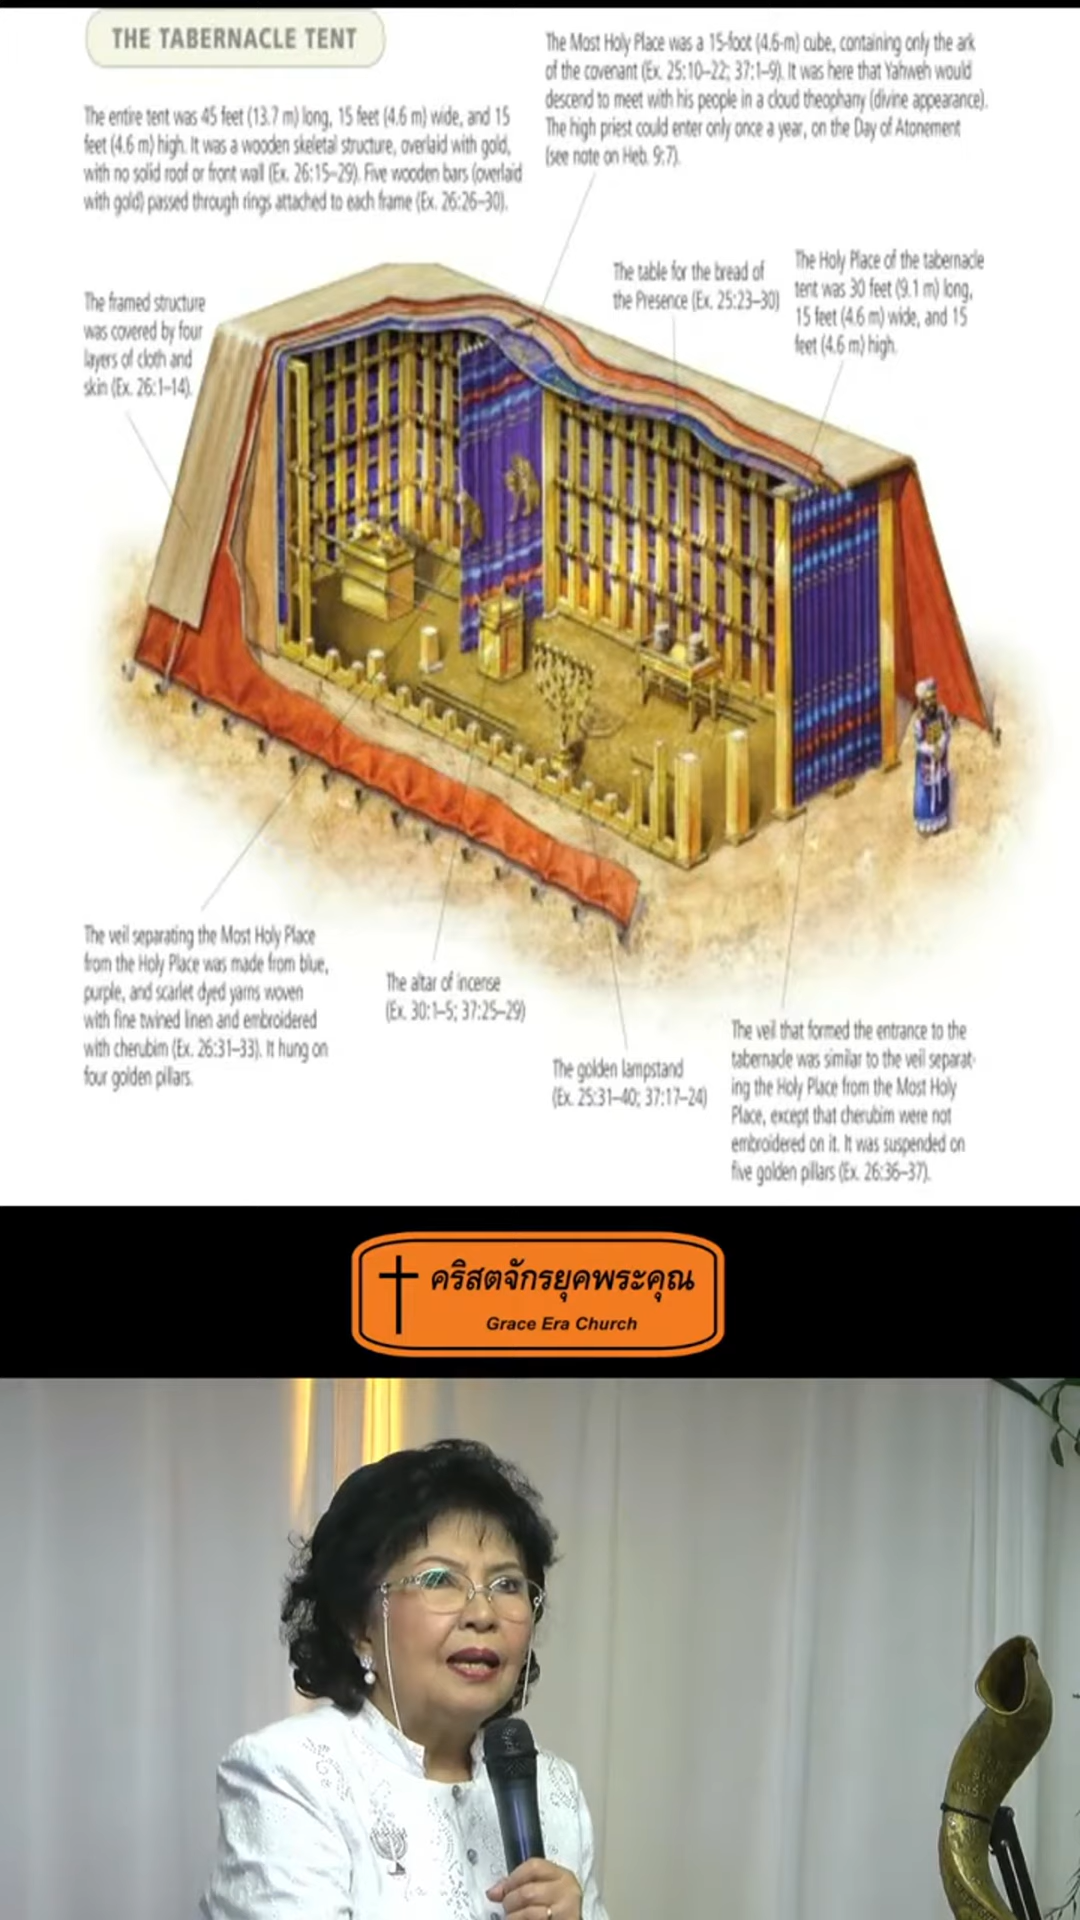 THE TABERNACLE TENT
The entire tent was 45 feet (13.7 m) long, 15 feet (4.6 m) wide, and 15
feet (4.6 m) high. It was a wooden skeletal structure, overlaid with gold,
with no solid roof or front wall (Ex. 26:15–29). Five wooden bars (overlaid
with gold) passed through rings attached to each frame (Ex. 26:26–30).
The Most Holy Place was a 15-foot (4.6-m) cube, containing only the ark
of the covenant (Ex. 25:10–22; 37:1–9). It was here that Yahweh would
descend to meet with his people in a cloud theophany (divine appearance).
The high priest could enter only once a year, on the Day of Atonement
(see note on Heb. 9:7).
The framed structure
was covered by four
layers of cloth and
skin (Ex. 26:1–14).
The table for the bread of
the Presence (Ex. 25:23–30)
The Holy Place of the tabernacle
tent was 30 feet (9.1 m) long,
15 feet (4.6 m) wide, and 15
feet (4.6 m) high.
The veil separating the Most Holy Place
from the Holy Place was made from blue,
purple, and scarlet dyed yarns woven
with fine twined linen and embroidered
with cherubim (Ex. 26:31–33). It hung on
four golden pillars.
The altar of incense
(Ex. 30:1–5; 37:25–29)
The golden lampstand
(Ex. 25:31–40; 37:17–24)
The veil that formed the entrance to the
tabernacle was similar to the veil separat-
ing the Holy Place from the Most Holy
Place, except that cherubim were not
embroidered on it. It was suspended on
five golden pillars (Ex. 26:36–37).
คริสตจักรยุคพระคุณ
Grace Era Church